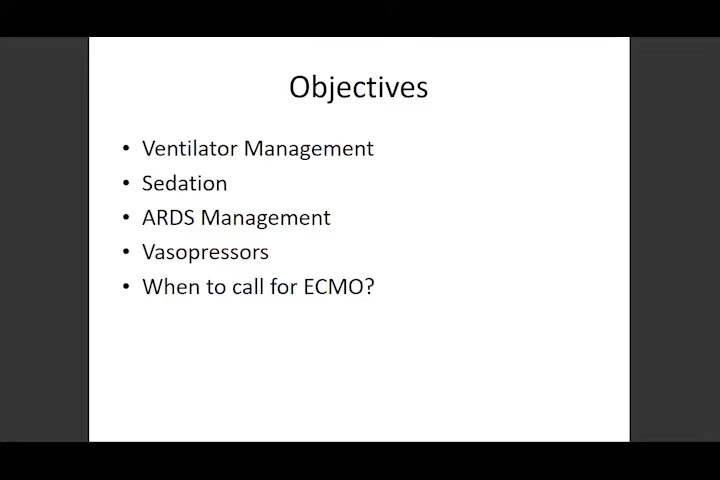 Objectives
• Ventilator Management
• Sedation
• ARDS Management
• Vasopressors
• When to call for ECMO?